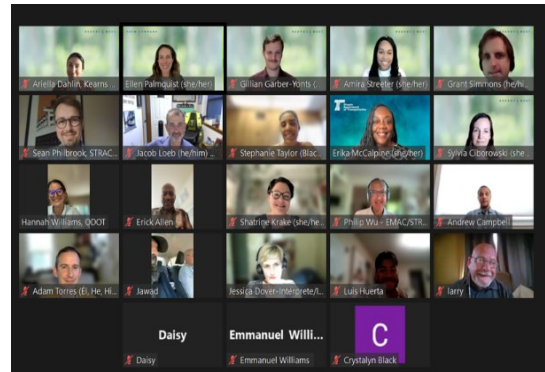 Ariella Dahlin, Kearns ...
Ellen Palmquist (she/her)
Gillian Garber-Yonts (...
Amira Streeter (she/her)
Grant Simmons (he/hi...
Sean Philbrook, STRAC...
Jacob Loeb (he/him) ...
Stephanie Taylor (Blac...
Erika McAlpine (she/her)
Sylvia Ciborowski (she...
Hannah Williams, ODOT
Erick Allen
Shatrine Krake (she/he...
Philip Wu - EMAC/STR...
Andrew Campbell
Adam Torres (Él, He, Hi...
Jawad
Jessica Dover-Interprete/I...
Luis Huerta
larry
Daisy
Emmanuel Willi...
C
Daisy
Emmanuel Williams
Crystalyn Black